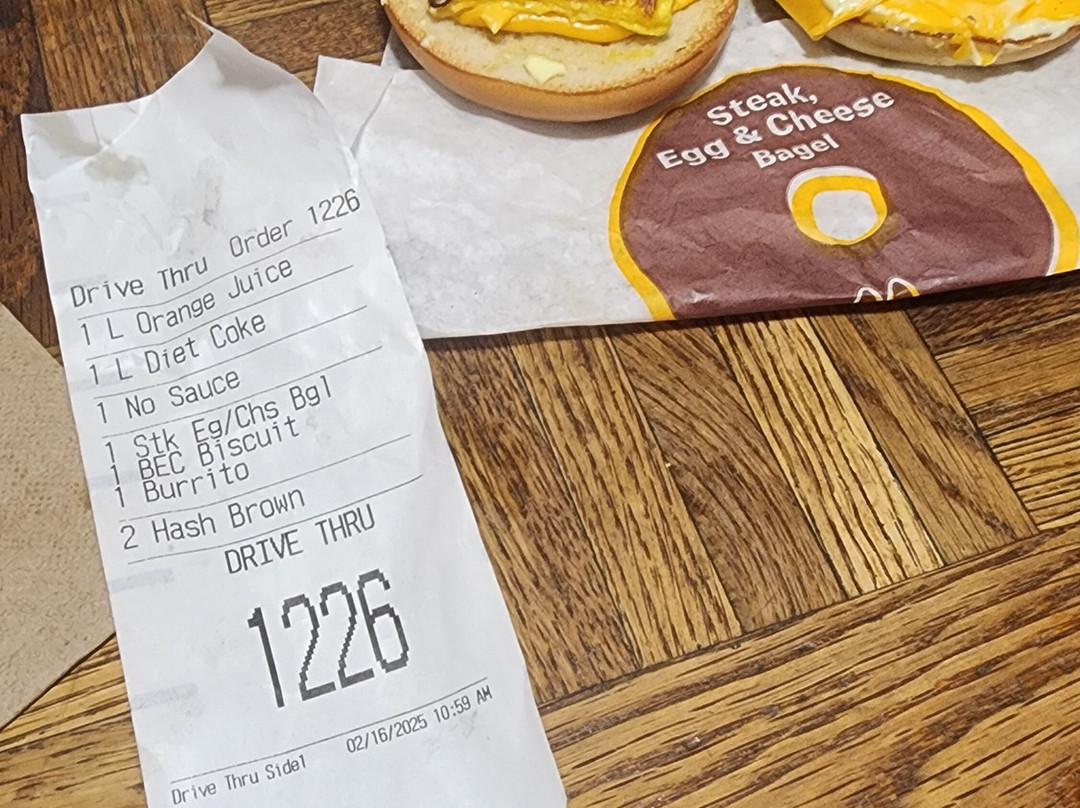 Drive Thru Order 1226
1 L Orange Juice
1 L Diet Coke
1 No Sauce
1 Stk Eg/Chs Bgl
1 BEC Biscuit
1 Burrito
2 Hash Brown
DRIVE THRU
1226
02/16/2025 10:59 AM
Drive Thru Side1
Steak,
Egg & Cheese
Bagel